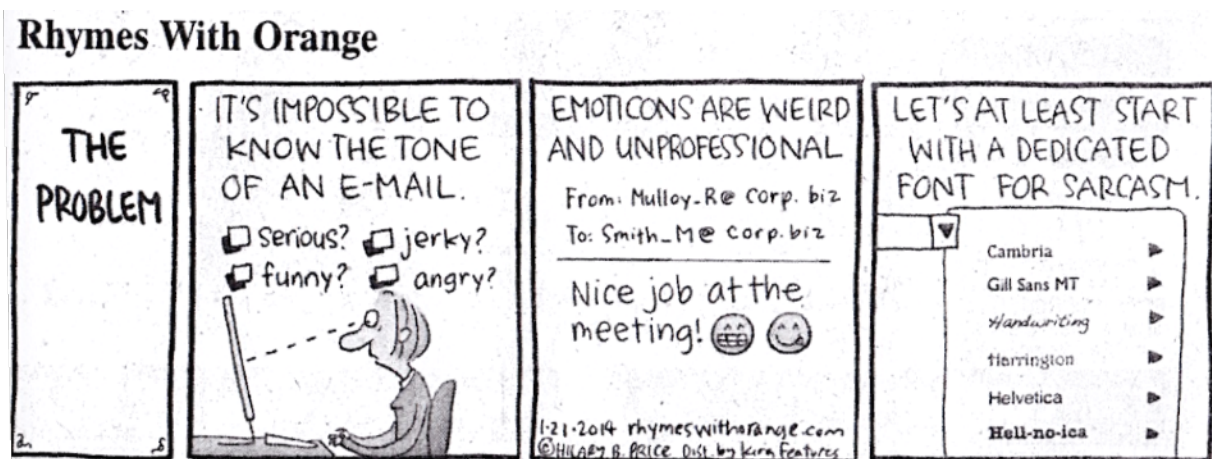 Rhymes With Orange
THE
PROBLEM
IT'S IMPOSSIBLE TO
KNOW THE TONE
OF AN E-MAIL.
serious? jerky?
funny? angry?
EMOTICONS ARE WEIRD
AND UNPROFESSIONAL
From: Mulloy_R@ Corp.biz
To: Smith_M@ Corp.biz
Nice job at the
meeting!
1-21-2014 rhymeswithorange.com
©HILARY B. PRICE Dist. by King Features
LET'S AT LEAST START
WITH A DEDICATED
FONT FOR SARCASM.
Cambria
Gill Sans MT
Handwriting
Harrington
Helvetica
Hell-no-ica